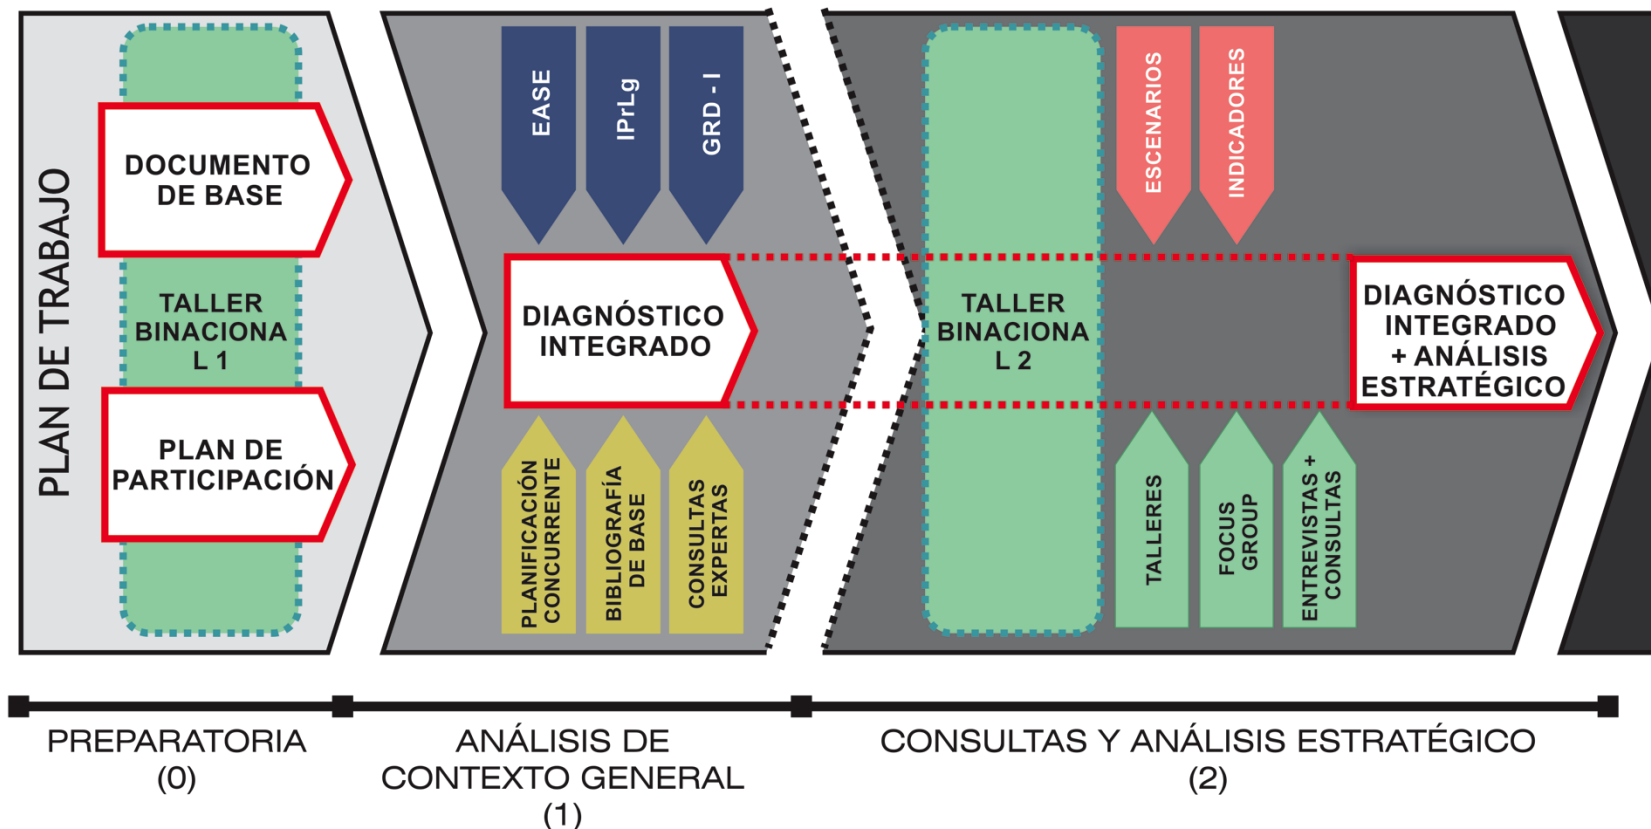 PLAN DE TRABAJO
DOCUMENTO
DE BASE
TALLER
BINACIONA
L 1
PLAN DE
PARTICIPACIÓN
EASE
IPrLg
GRD - I
DIAGNÓSTICO
INTEGRADO
PLANIFICACIÓN
CONCURRENTE
BIBLIOGRAFÍA
DE BASE
CONSULTAS
EXPERTAS
TALLER
BINACIONA
L 2
ESCENARIOS
INDICADORES
TALLERES
FOCUS
GROUP
ENTREVISTAS +
CONSULTAS
DIAGNÓSTICO
INTEGRADO
+ ANÁLISIS
ESTRATÉGICO
PREPARATORIA
(0)
ANÁLISIS DE
CONTEXTO GENERAL
(1)
CONSULTAS Y ANÁLISIS ESTRATÉGICO
(2)